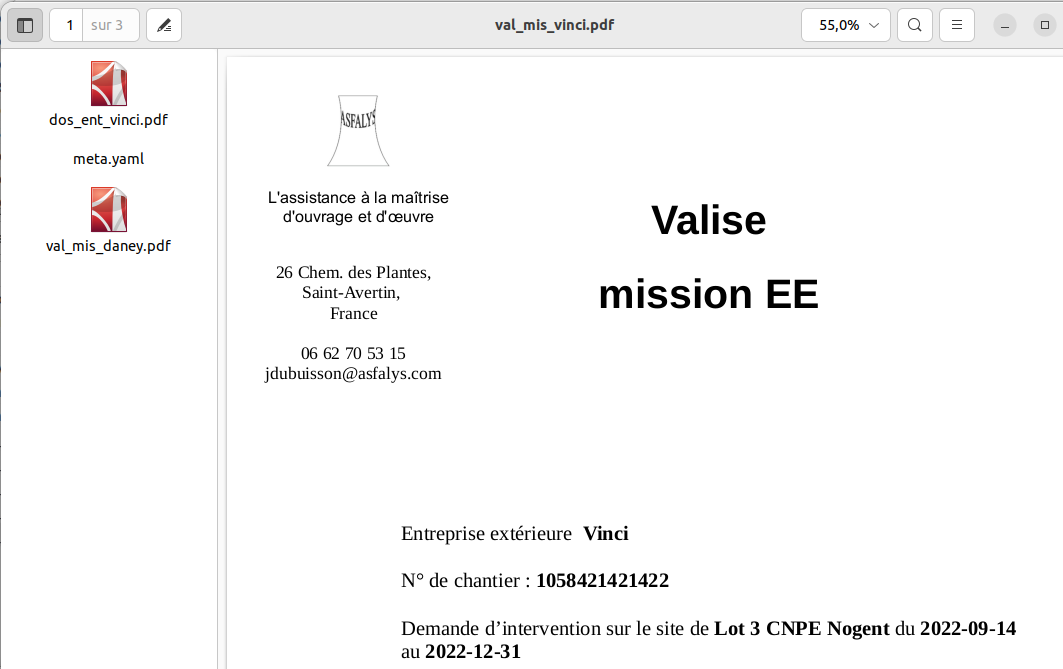 1 sur 3
val_mis_vinci.pdf
55,0%
dos_ent_vinci.pdf
meta.yaml
val_mis_daney.pdf
ASFALYS
L'assistance à la maîtrise
d'ouvrage et d'œuvre
26 Chem. des Plantes,
Saint-Avertin,
France
06 62 70 53 15
jdubuisson@asfalys.com
Valise
mission EE
Entreprise extérieure Vinci
N° de chantier : 1058421421422
Demande d’intervention sur le site de Lot 3 CNPE Nogent du 2022-09-14
au 2022-12-31